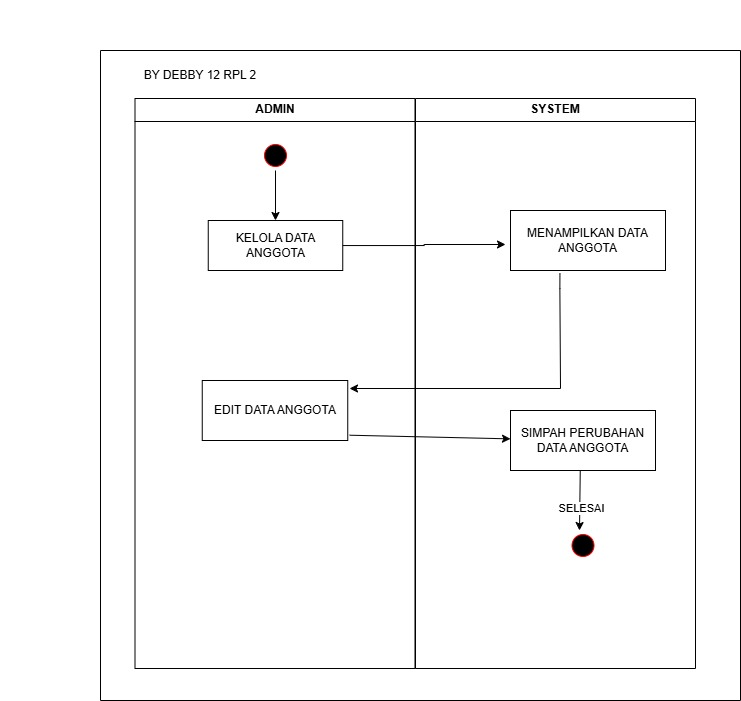 BY DEBBY 12 RPL 2
ADMIN
SYSTEM
KELOLA DATA
ANGGOTA
MENAMPILKAN DATA
ANGGOTA
EDIT DATA ANGGOTA
SIMPAH PERUBAHAN
DATA ANGGOTA
SELESAI